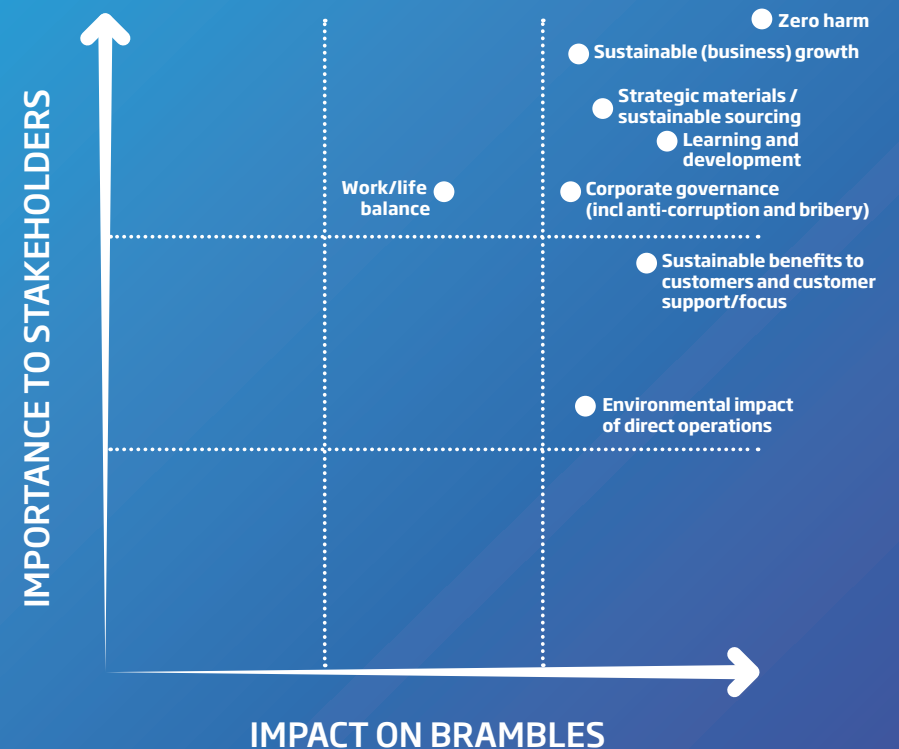 IMPORTANCE TO STAKEHOLDERS
Zero harm
Sustainable (business) growth
Strategic materials /
sustainable sourcing
Learning and
development
Work/life
balance
Corporate governance
(incl anti-corruption and bribery)
Sustainable benefits to
customers and customer
support/focus
Environmental impact
of direct operations
IMPACT ON BRAMBLES